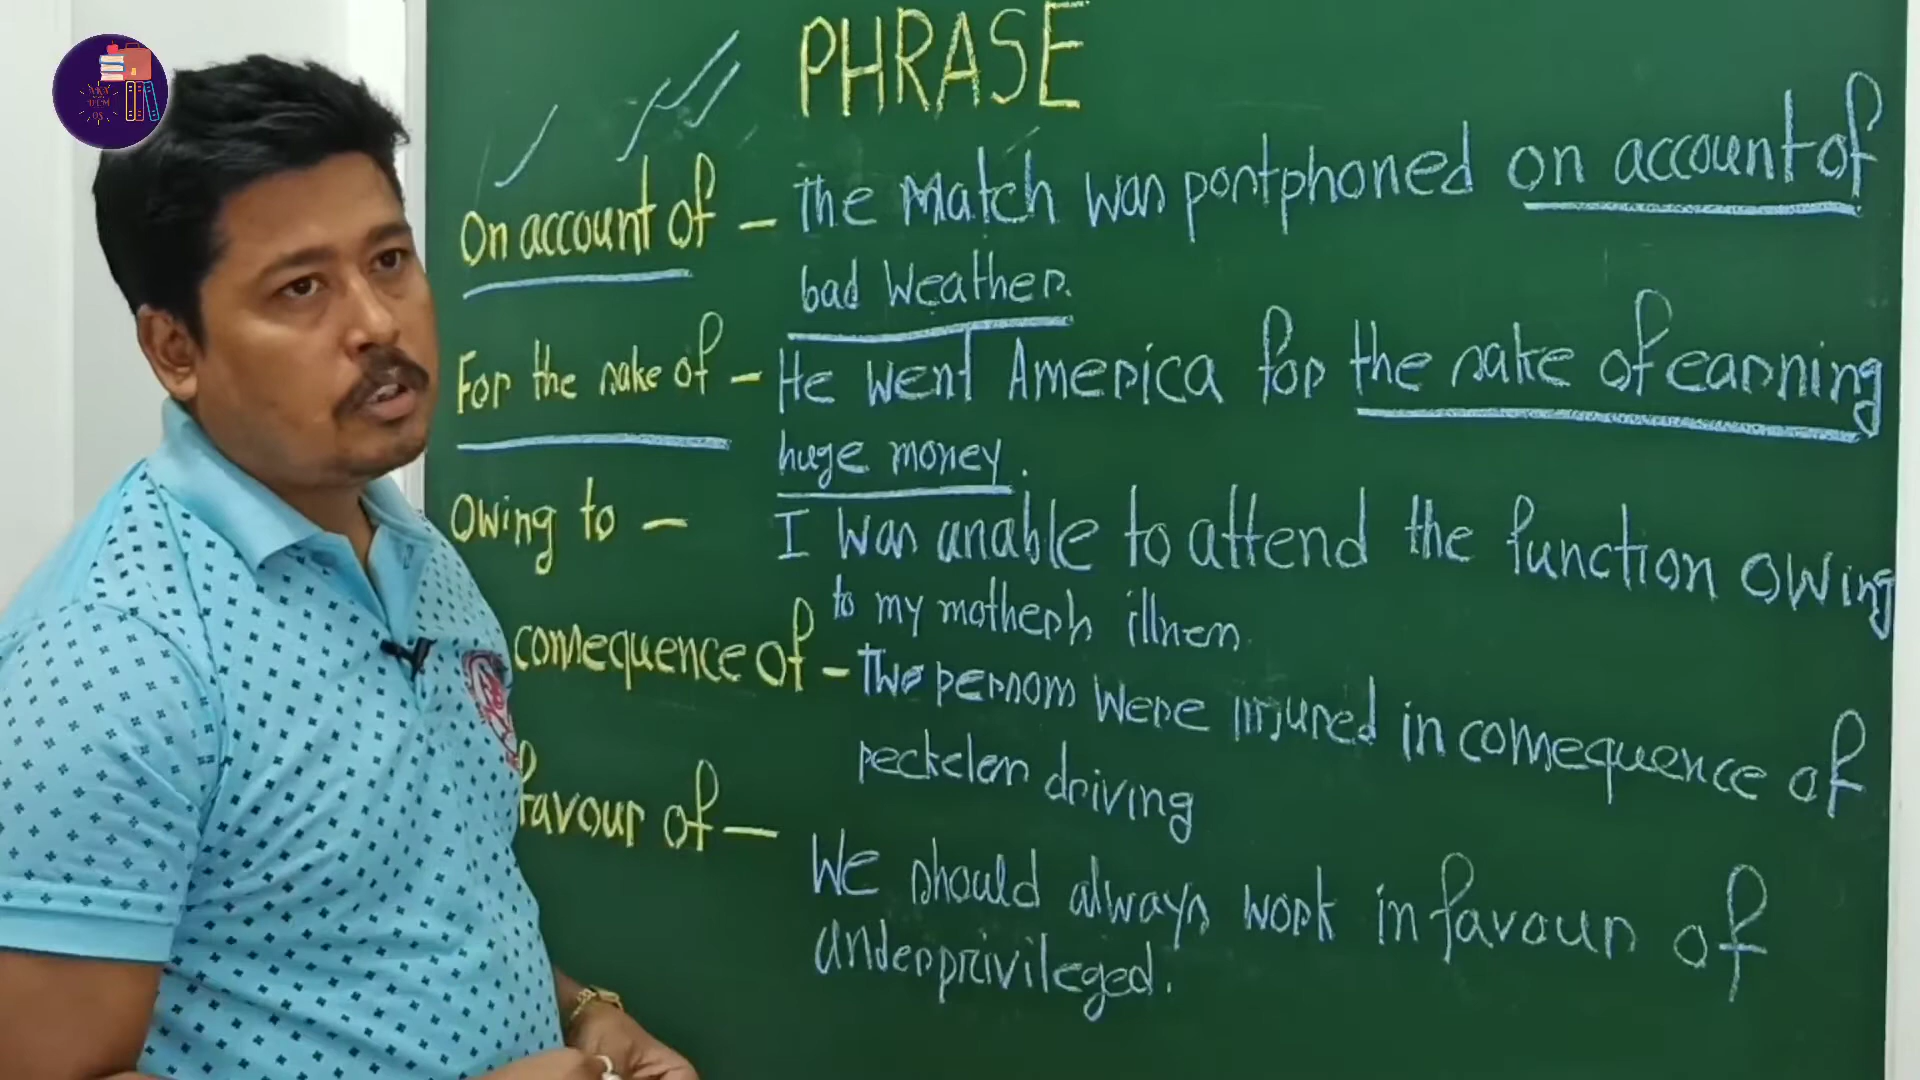 PHRASE
On account of - The Match was postphoned on account of
bad Weather.
For the sake of - He Went America for the sake of earning
huge money.
Owing to - I was unable to attend the function owing
to my mother's illness.
consequence of - Two persons were injured in consequence of
reckeless driving
favour of - We should always work in favour of
underprivileged.